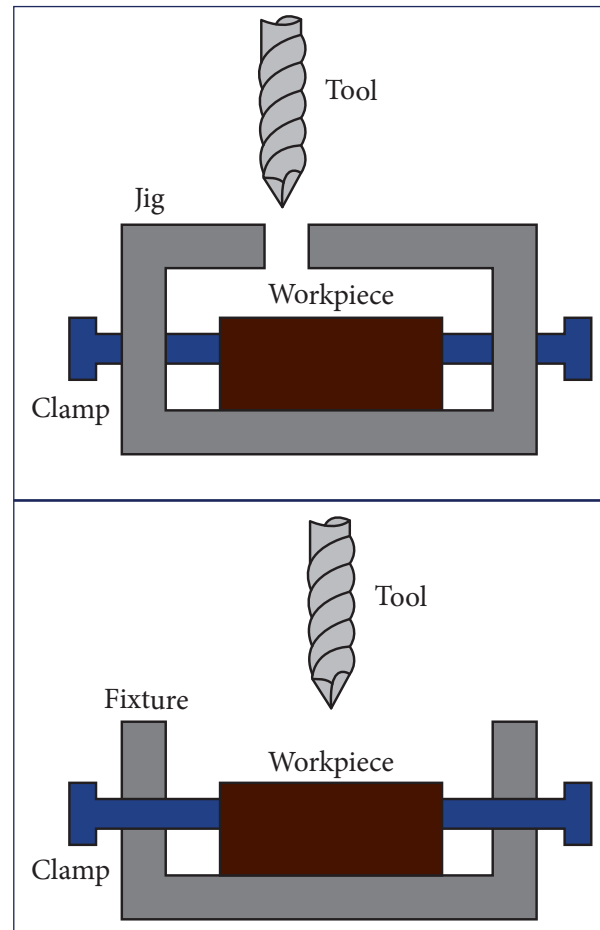 Tool
Jig
Workpiece
Clamp
Tool
Fixture
Workpiece
Clamp